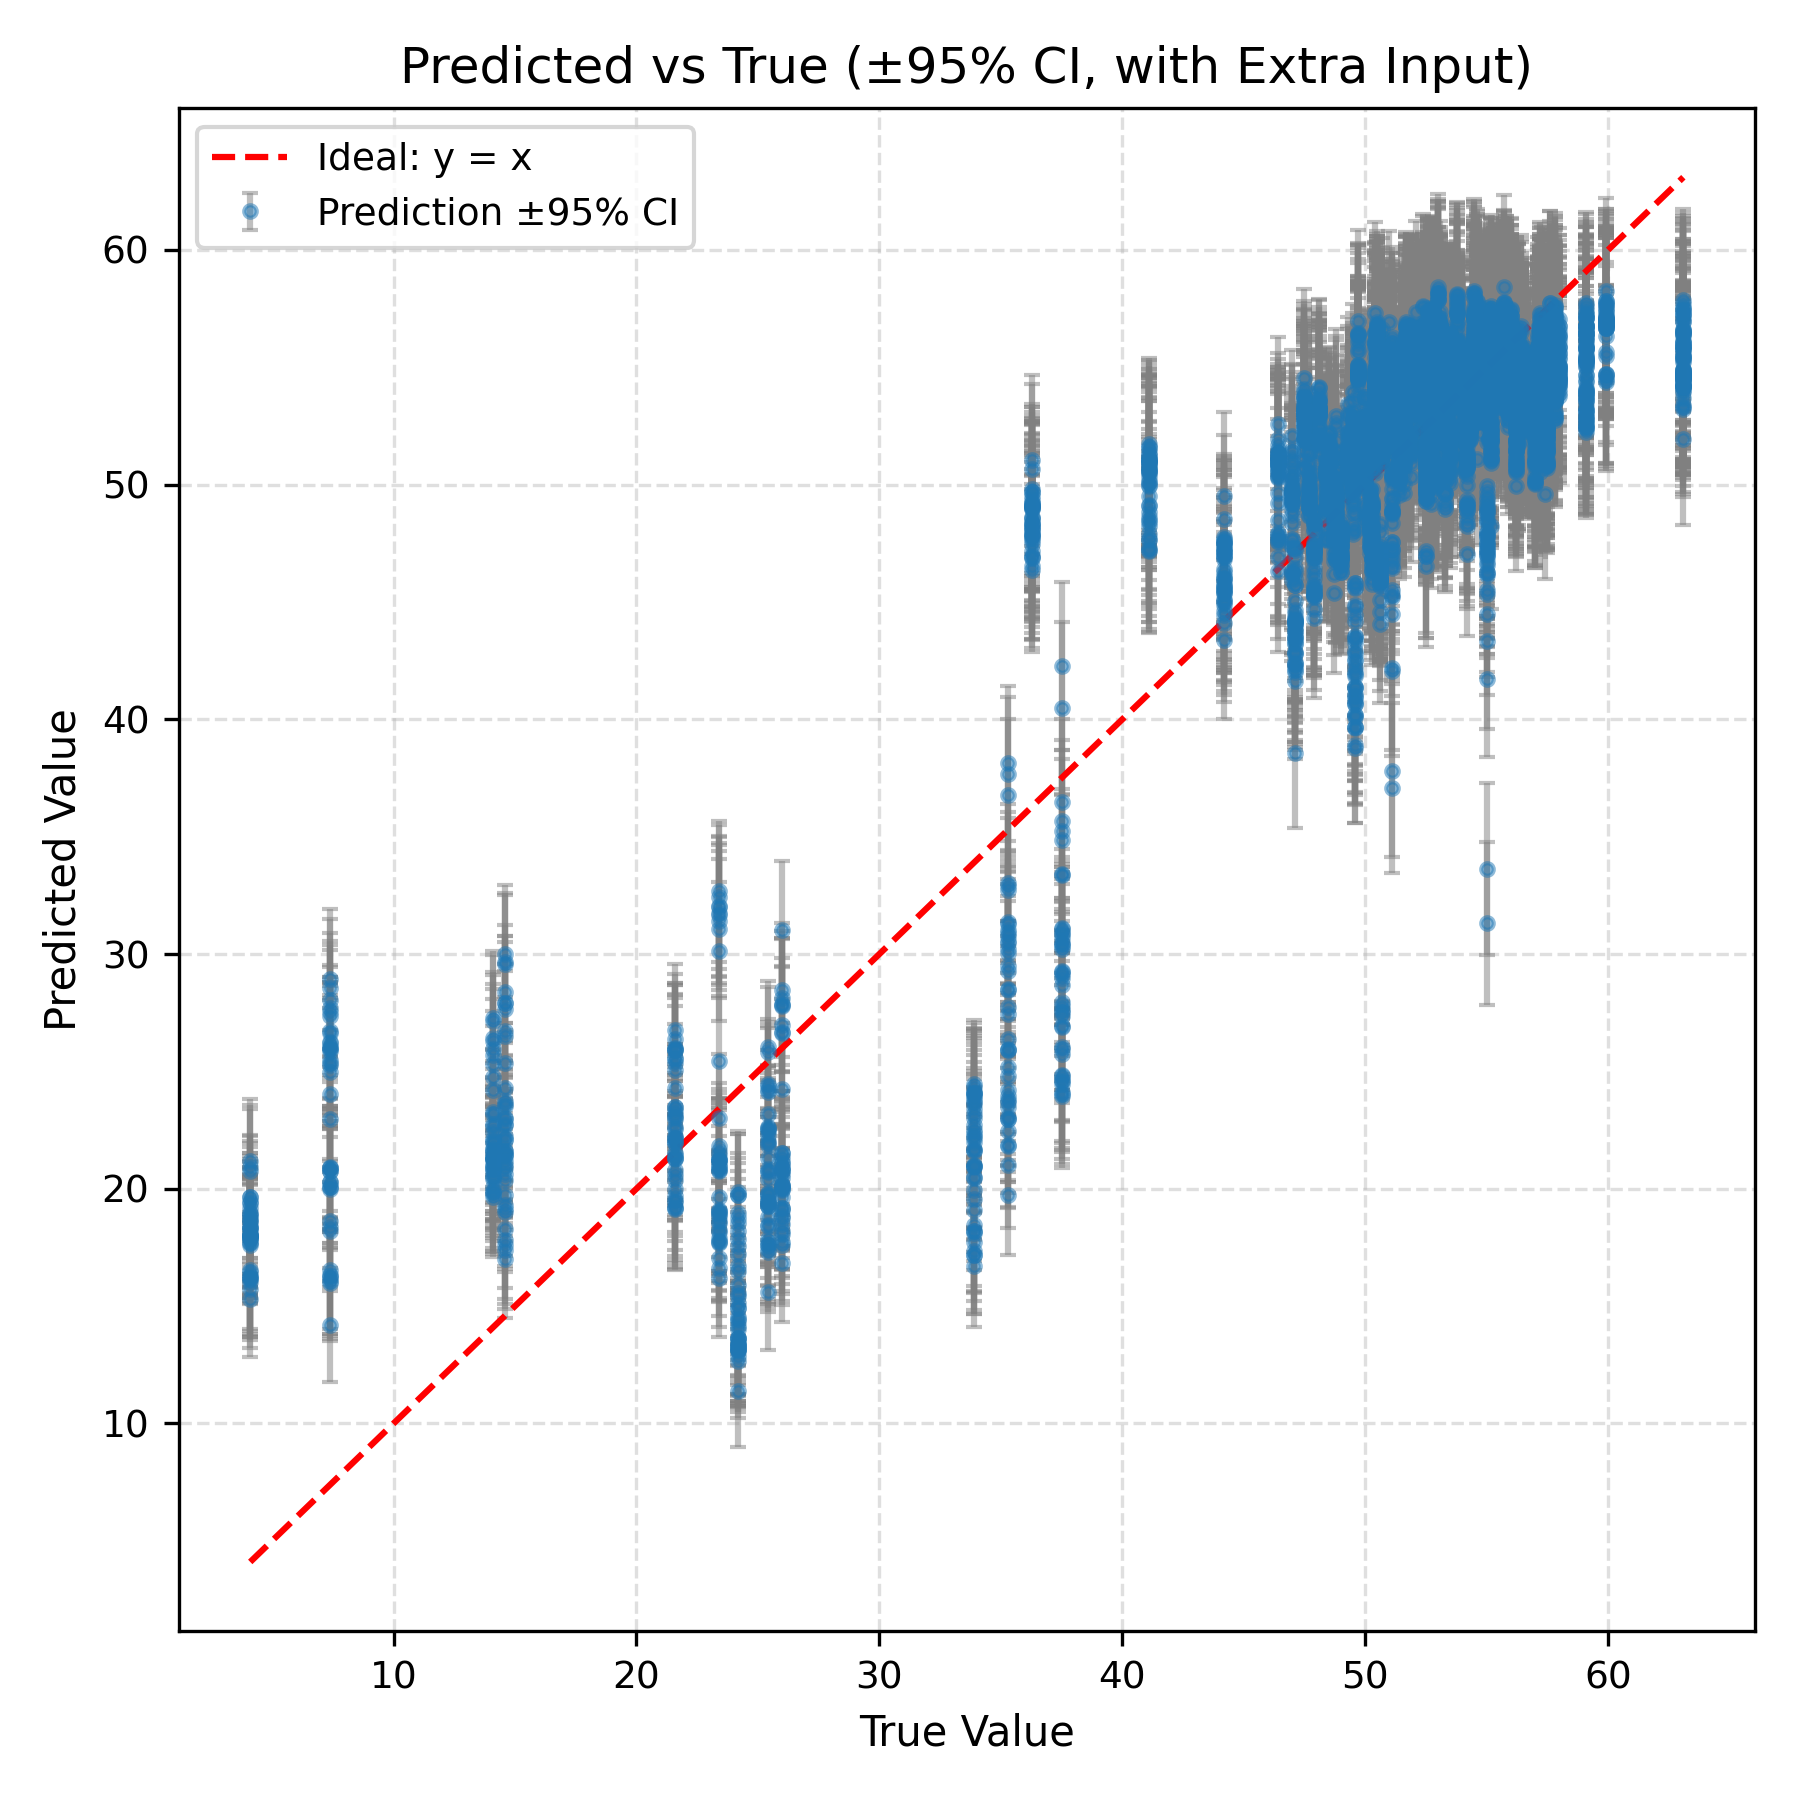 Predicted vs True (±95% CI, with Extra Input)
Ideal: y = x
Prediction ±95% CI
60
50
40
30
20
10
Predicted Value
10 20 30 40 50 60
True Value